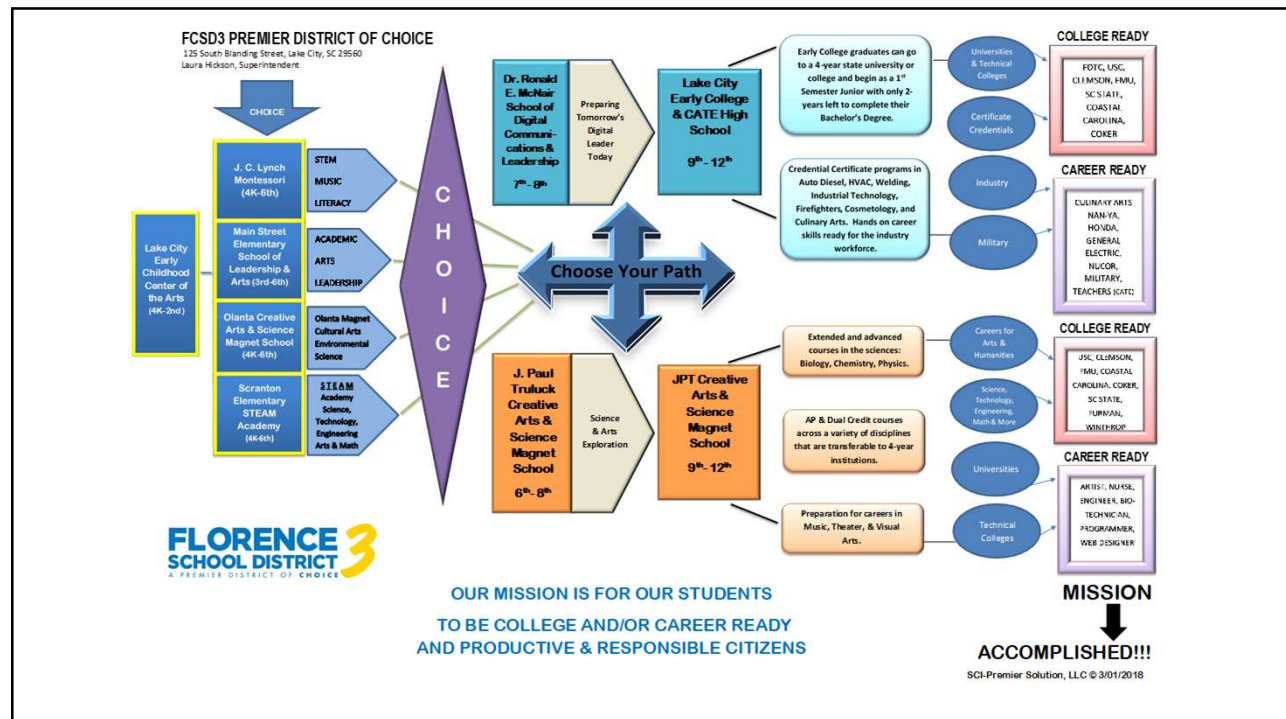 FCSD3 PREMIER DISTRICT OF CHOICE
125 South Blanding Street, Lake City, SC 29560
Laura Hickson, Superintendent
CHOICE
Lake City
Early
Childhood
Center of
the Arts
(4K-2nd)
J. C. Lynch
Montessori
(4K-6th)
STEM
MUSIC
LITERACY
Main Street
Elementary
School of
Leadership &
Arts (3rd-6th)
ACADEMIC
ARTS
LEADERSHIP
Olanta Creative
Arts & Science
Magnet School
(4K-6th)
Olanta Magnet
Cultural Arts
Environmental
Science
Scranton
Elementary
STEAM
Academy
(4K-6th)
STEAM
Academy
Science,
Technology,
Engineering
Arts & Math
CHOICE
Dr. Ronald
E. McNair
School of
Digital
Communi-
cations &
Leadership
7th - 8th
Preparing
Tomorrow's
Digital
Leader
Today
Lake City
Early College
& CATE High
School
9th - 12th
Early College graduates can go
to a 4-year state university or
college and begin as a 1st
Semester Junior with only 2-
years left to complete their
Bachelor's Degree.
Credential Certificate programs in
Auto Diesel, HVAC, Welding,
Industrial Technology,
Firefighters, Cosmetology, and
Culinary Arts. Hands on career
skills ready for the industry
workforce.
Universities
& Technical
Colleges
Certificate
Credentials
Industry
Military
COLLEGE READY
FDTC, USC,
CLEMSON, FMU,
SC STATE,
COASTAL
CAROLINA,
COKER
CAREER READY
CULINARY ARTS
NAN-YA,
HONDA,
GENERAL
ELECTRIC,
NUCOR,
MILITARY,
TEACHERS (CATE)
Choose Your Path
J. Paul
Truluck
Creative
Arts &
Science
Magnet
School
6th - 8th
Science
& Arts
Exploration
JPT Creative
Arts &
Science
Magnet
School
9th - 12th
Extended and advanced
courses in the sciences:
Biology, Chemistry, Physics.
AP & Dual Credit courses
across a variety of disciplines
that are transferable to 4-year
institutions.
Preparation for careers in
Music, Theater, & Visual
Arts.
Careers for
Arts &
Humanities
Science,
Technology,
Engineering,
Math & More
Universities
Technical
Colleges
COLLEGE READY
USC, CLEMSON,
FMU, COASTAL
CAROLINA, COKER,
SC STATE,
FURMAN,
WINTHROP
CAREER READY
ARTIST, NURSE,
ENGINEER, BIO-
TECHNICIAN,
PROGRAMMER,
WEB DESIGNER
FLORENCE
SCHOOL DISTRICT 3
A PREMIER DISTRICT OF CHOICE
OUR MISSION IS FOR OUR STUDENTS
TO BE COLLEGE AND/OR CAREER READY
AND PRODUCTIVE & RESPONSIBLE CITIZENS
MISSION
ACCOMPLISHED!!!
SCI-Premier Solution, LLC © 3/01/2018